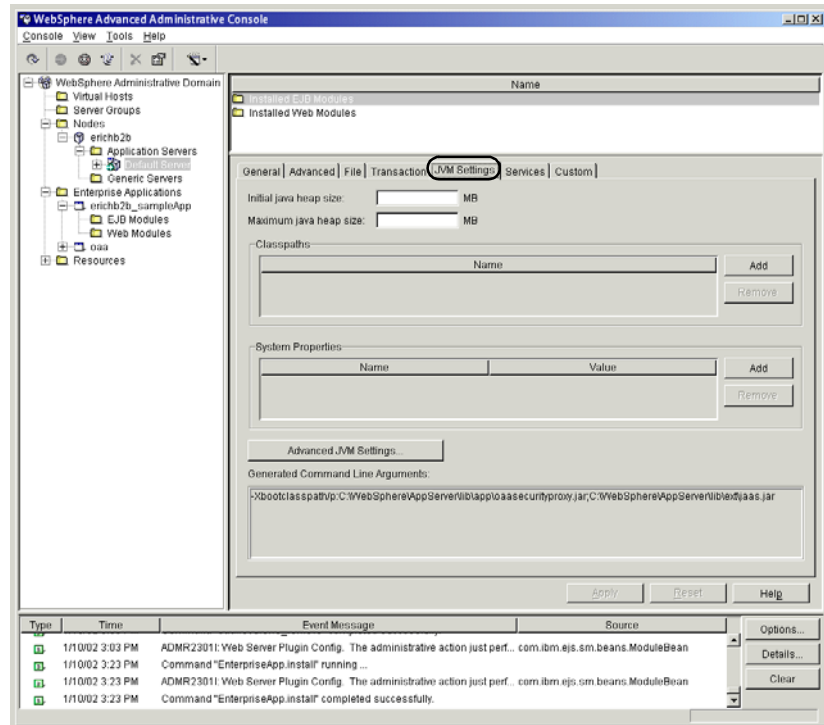 WebSphere Advanced Administrative Console
Console View Tools Help
WebSphere Administrative Domain
Virtual Hosts
Server Groups
Nodes
erichb2b
Application Servers
Default Server
Generic Servers
Enterprise Applications
erichb2b_sampleApp
EJB Modules
Web Modules
oaa
Resources
Name
Installed EJB Modules
Installed Web Modules
General Advanced File Transaction JVM Settings Services Custom
Initial java heap size: MB
Maximum java heap size: MB
Classpaths
Name
Add
Remove
System Properties
Name Value
Add
Remove
Advanced JVM Settings...
Generated Command Line Arguments:
-Xbootclasspath/p:C:\WebSphere\AppServer\lib\app\oaasecurityproxy.jar;C:\WebSphere\AppServer\lib\ext\jaas.jar
Apply Reset Help
Type Time Event Message Source
1/10/02 3:03 PM ADMR2301I: Web Server Plugin Config. The administrative action just perf... com.ibm.ejs.sm.beans.ModuleBean
1/10/02 3:23 PM Command "EnterpriseApp.install" running ...
1/10/02 3:23 PM ADMR2301I: Web Server Plugin Config. The administrative action just perf... com.ibm.ejs.sm.beans.ModuleBean
1/10/02 3:23 PM Command "EnterpriseApp.install" completed successfully.
Options...
Details...
Clear